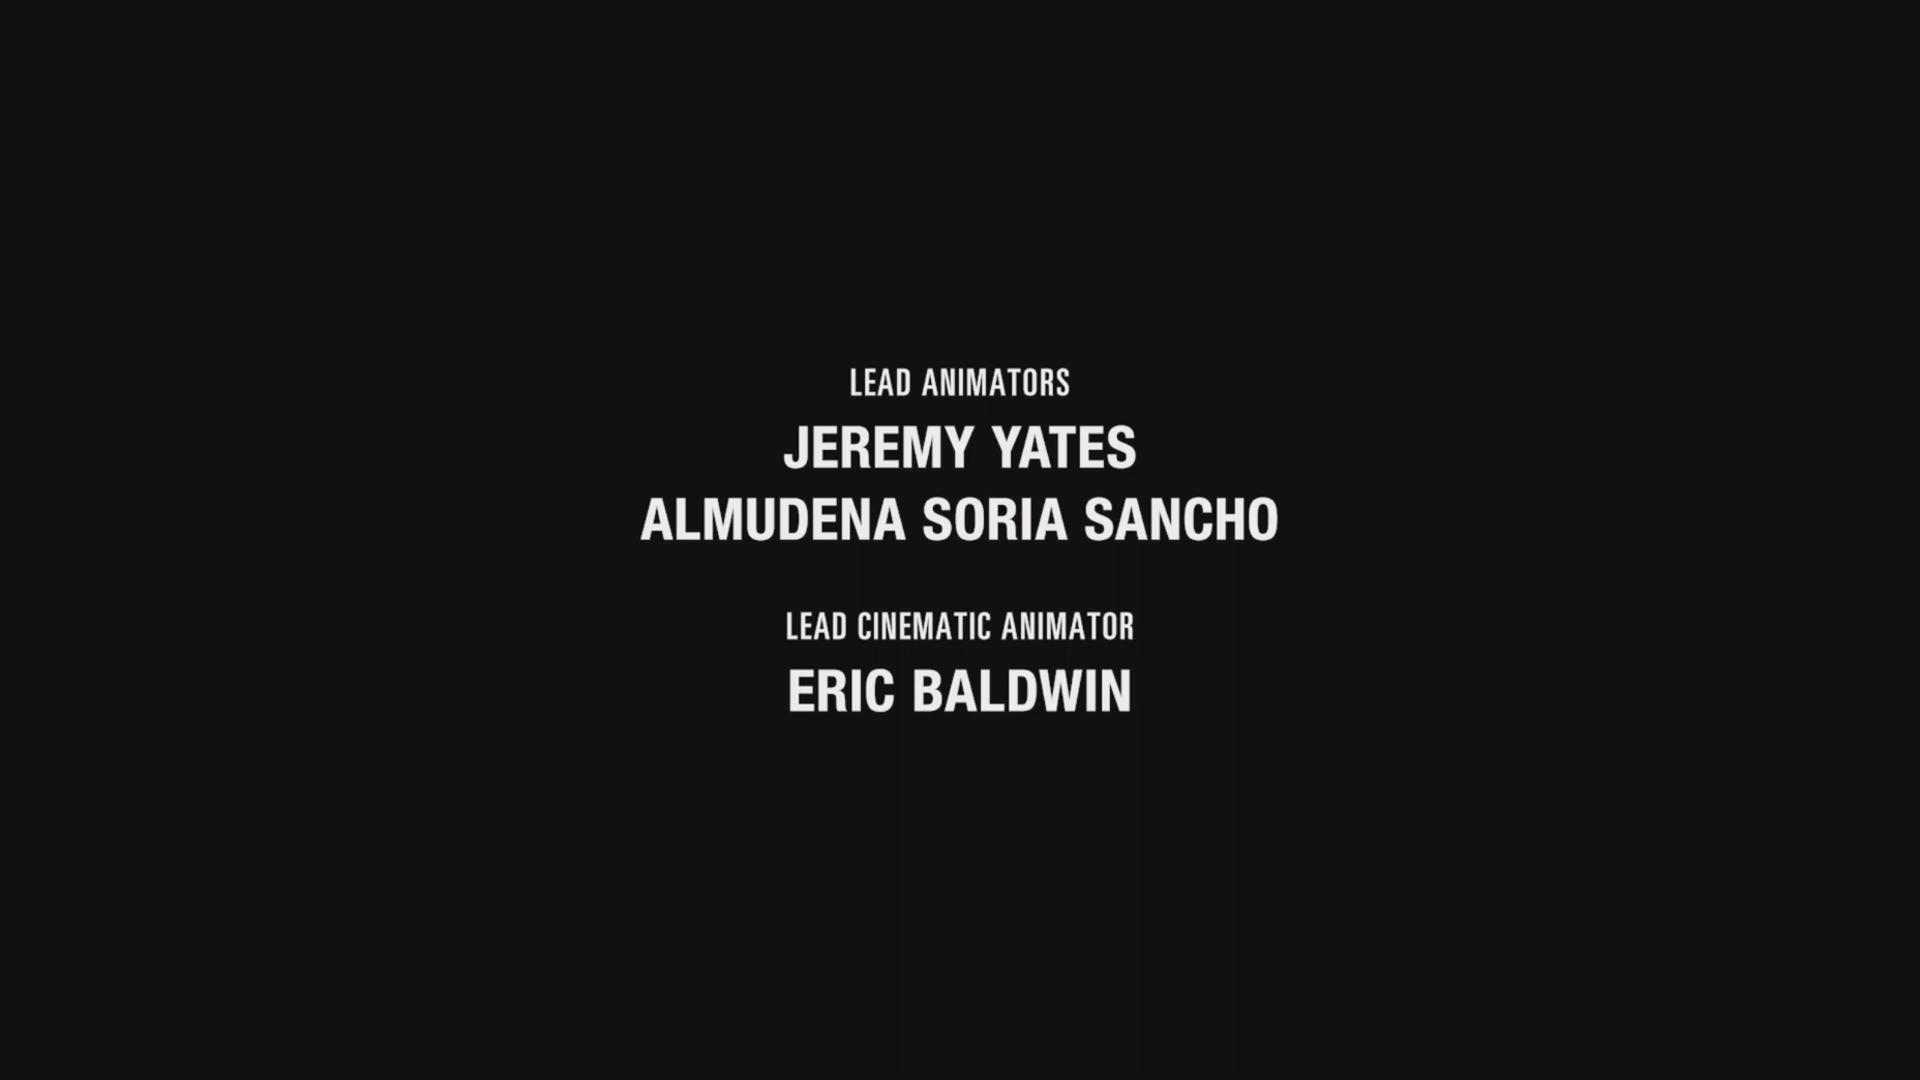 LEAD ANIMATORS
JEREMY YATES
ALMUDENA SORIA SANCHO
LEAD CINEMATIC ANIMATOR
ERIC BALDWIN